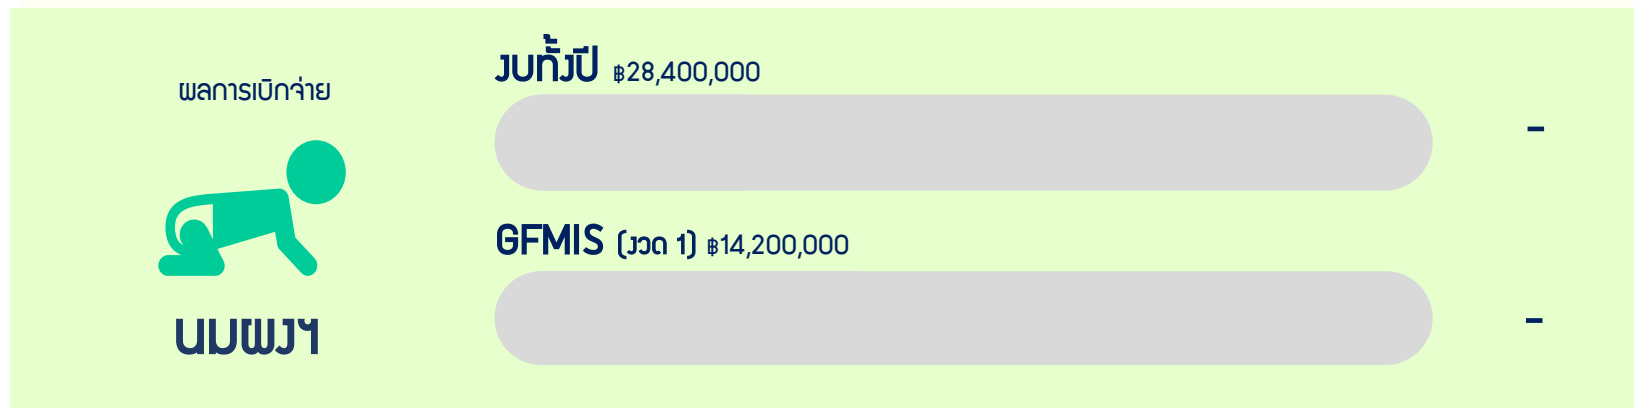 ผลการเบิกจ่าย
นมผงฯ
งบทั้งปี ฿28,400,000
-
GFMIS (งวด 1) ฿14,200,000
-